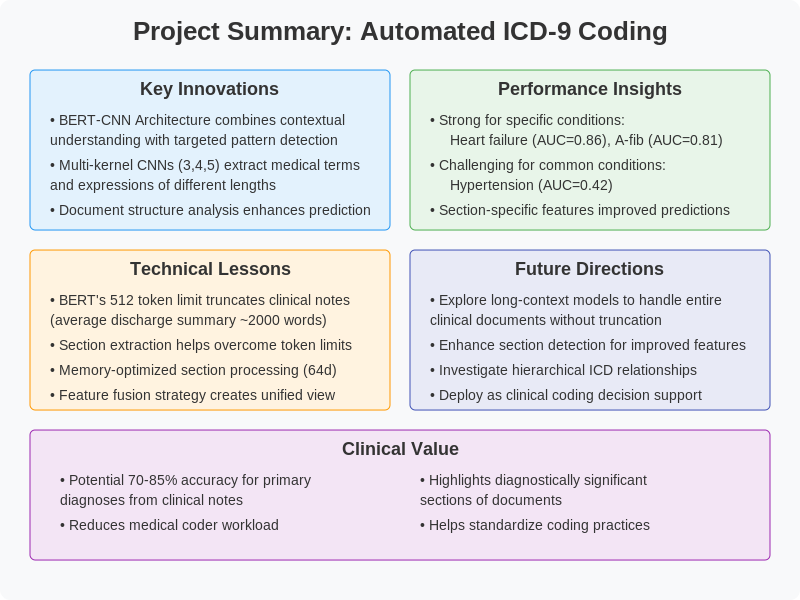 Project Summary: Automated ICD-9 Coding
Key Innovations
• BERT-CNN Architecture combines contextual
understanding with targeted pattern detection
• Multi-kernel CNNs (3,4,5) extract medical terms
and expressions of different lengths
• Document structure analysis enhances prediction
Performance Insights
• Strong for specific conditions:
Heart failure (AUC=0.86), A-fib (AUC=0.81)
• Challenging for common conditions:
Hypertension (AUC=0.42)
• Section-specific features improved predictions
Technical Lessons
• BERT's 512 token limit truncates clinical notes
(average discharge summary ~2000 words)
• Section extraction helps overcome token limits
• Memory-optimized section processing (64d)
• Feature fusion strategy creates unified view
Future Directions
• Explore long-context models to handle entire
clinical documents without truncation
• Enhance section detection for improved features
• Investigate hierarchical ICD relationships
• Deploy as clinical coding decision support
Clinical Value
• Potential 70-85% accuracy for primary
diagnoses from clinical notes
• Reduces medical coder workload
• Highlights diagnostically significant
sections of documents
• Helps standardize coding practices